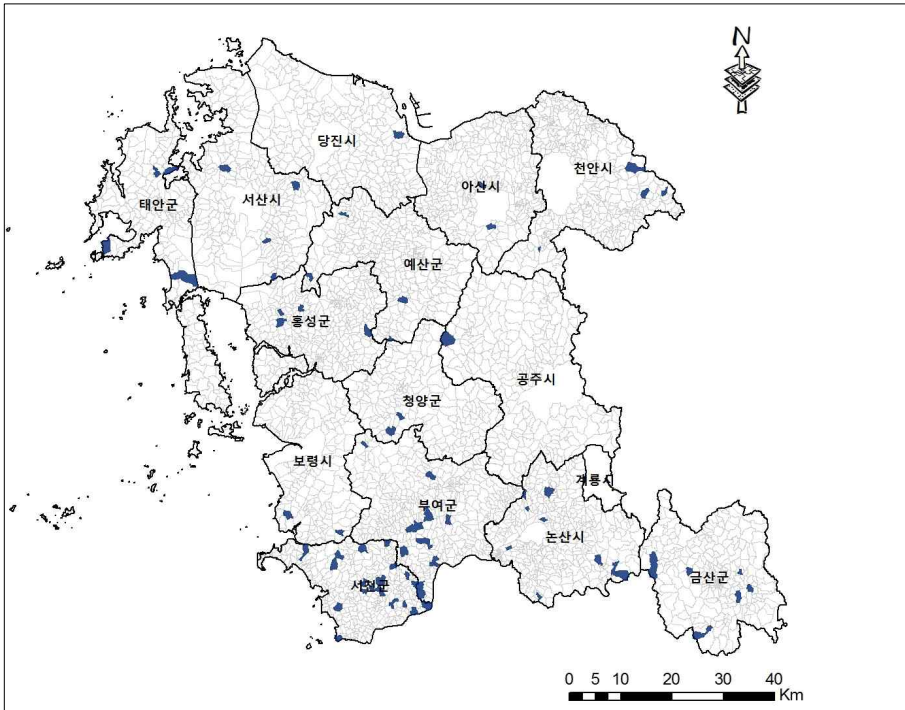 N
당진시
천안시
아산시
태안군
서산시
예산군
홍성군
공주시
청양군
보령시
계룡시
부여군
논산시
금산군
서천군
0 5 10 20 30 40
Km